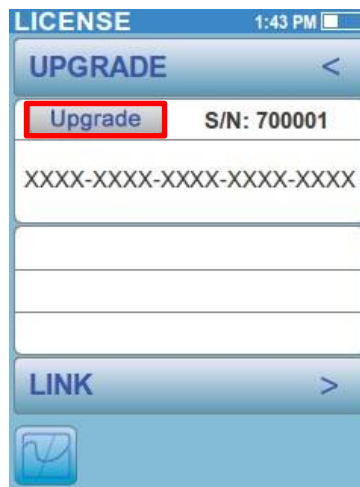 LICENSE 1:43 PM
UPGRADE <
Upgrade S/N: 700001
XXXX-XXXX-XXXX-XXXX-XXXX
LINK >